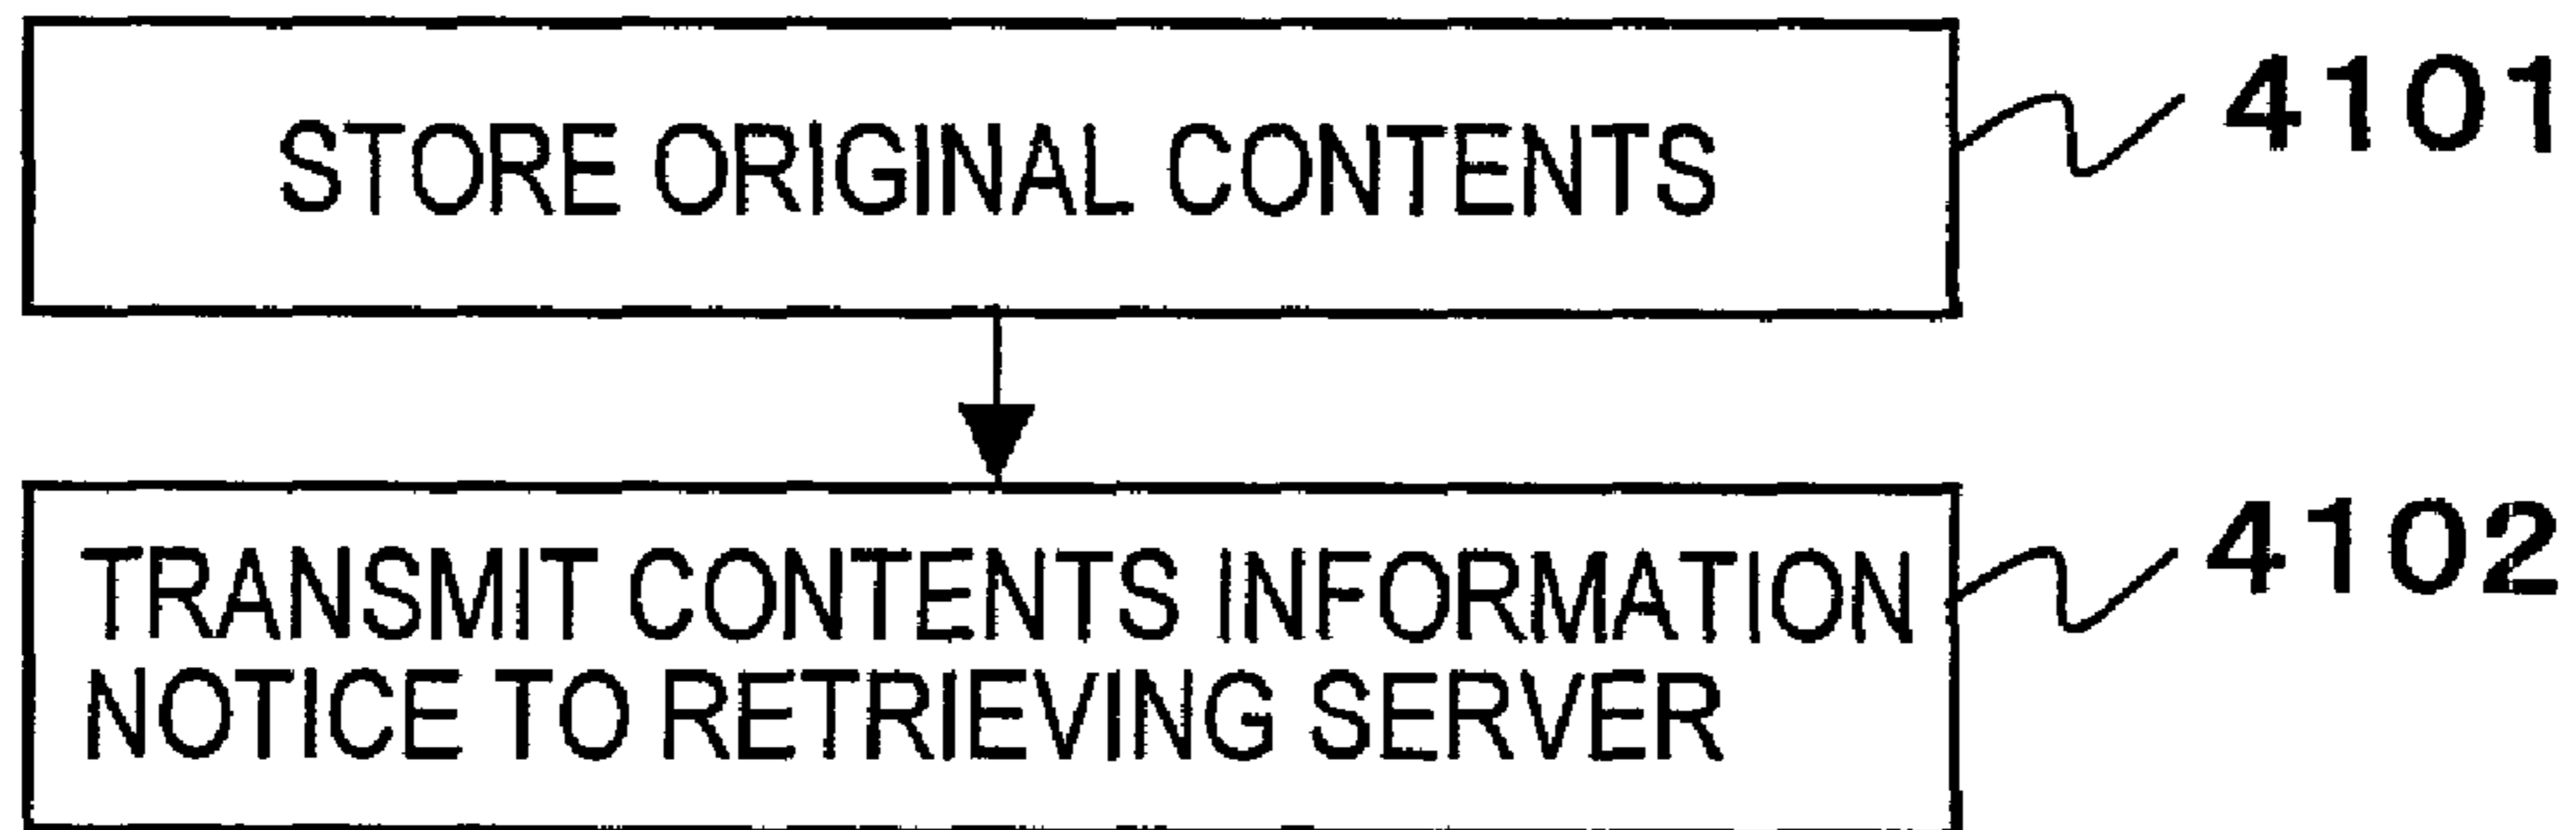 STORE ORIGINAL CONTENTS
4101
TRANSMIT CONTENTS INFORMATION
NOTICE TO RETRIEVING SERVER
4102